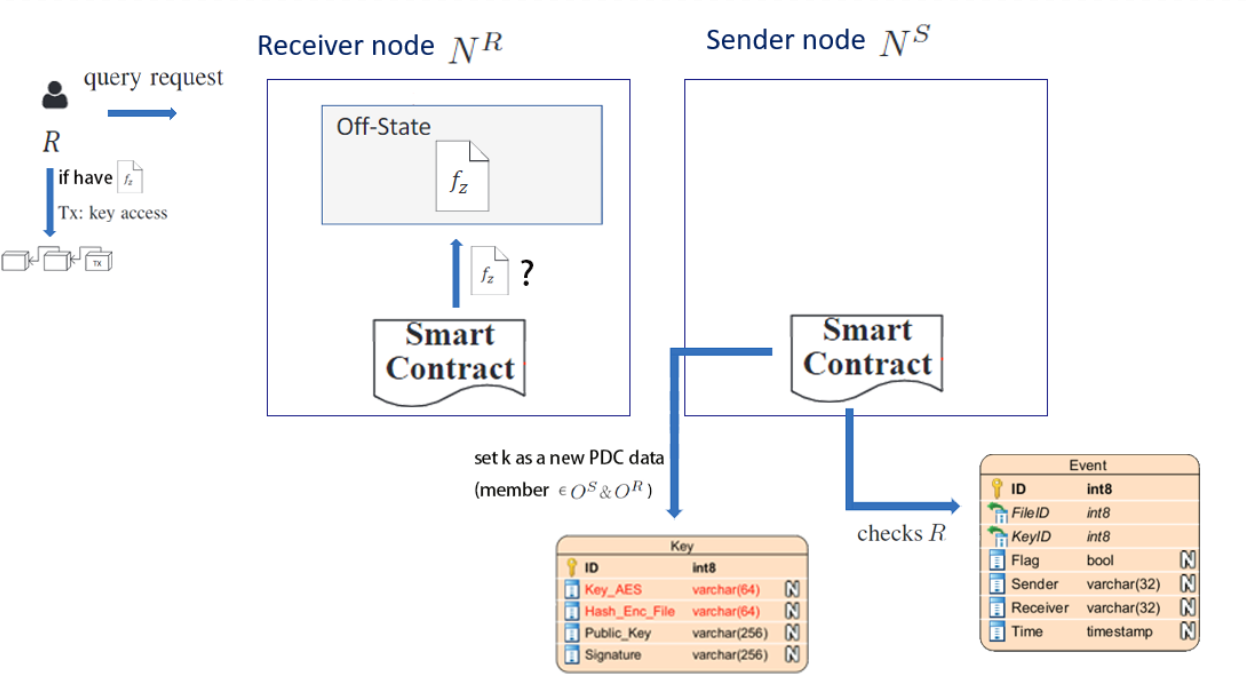 Receiver node N^R
Sender node N^S
query request
R
if have f_z
Tx: key access
TX
Off-State
f_z
f_z ?
Smart
Contract
Smart
Contract
set k as a new PDC data
(member ∈ O^S & O^R)
checks R
Key
ID int8
Key_AES varchar(64) N
Hash_Enc_File varchar(64) N
Public_Key varchar(256) N
Signature varchar(256) N
Event
ID int8
FileID int8
KeyID int8
Flag bool N
Sender varchar(32) N
Receiver varchar(32) N
Time timestamp N